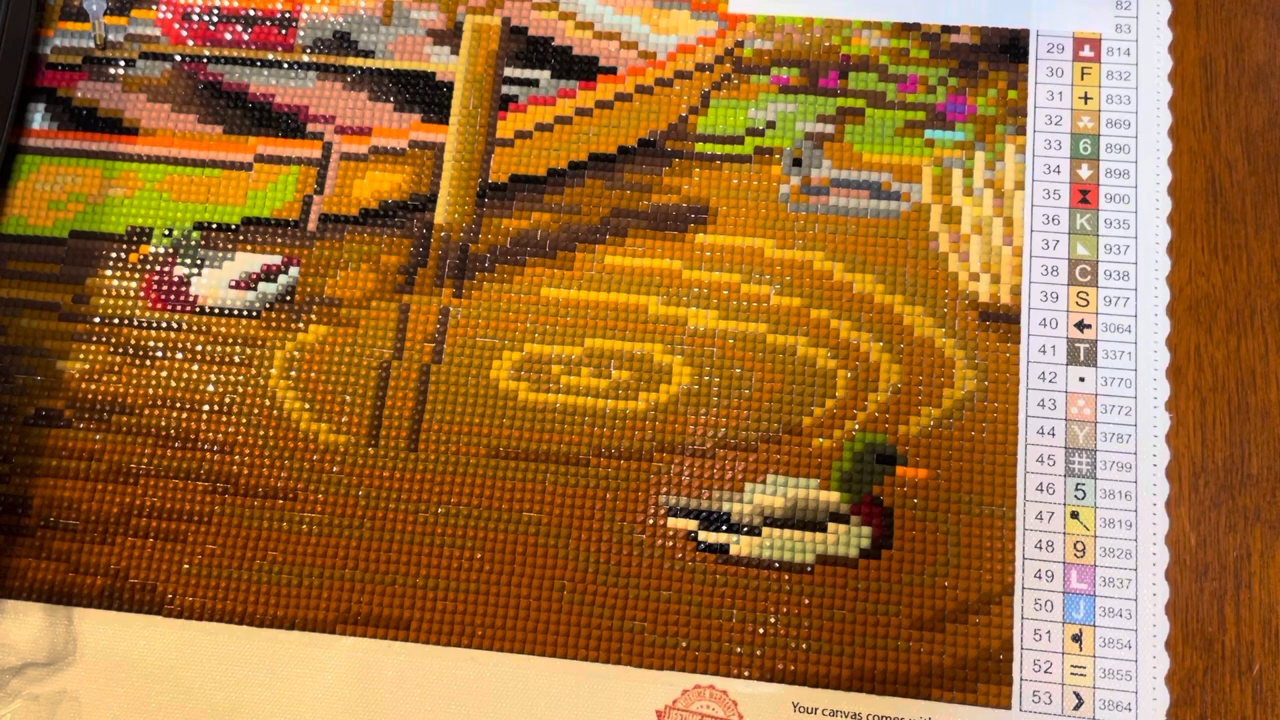 82
83
29 ┻ 814
30 F 832
31 + 833
32 869
33 6 890
34 898
35 900
36 K 935
37 937
38 C 938
39 S 977
40 3064
41 T 3371
42 3770
43 3772
44 Y 3787
45 # 3799
46 5 3816
47 3819
48 9 3828
49 L 3837
50 J 3843
51 3854
52 = 3855
53 3864
LIFETIME WARRANTY
Your canvas comes